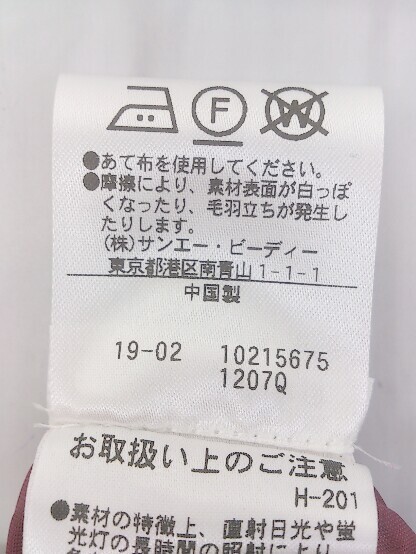 F W
●あて布を使用してください。
●摩擦により、素材表面が白っぽ
くなったり、毛羽立ちが発生し
たりします。
(株)サンエー・ビーディー
東京都港区南青山1-1-1
中国製
19-02 10215675
1207Q
お取扱い上のご注意
H-201
●素材の特徴上、直射日光や蛍
光灯の長時間の照射により